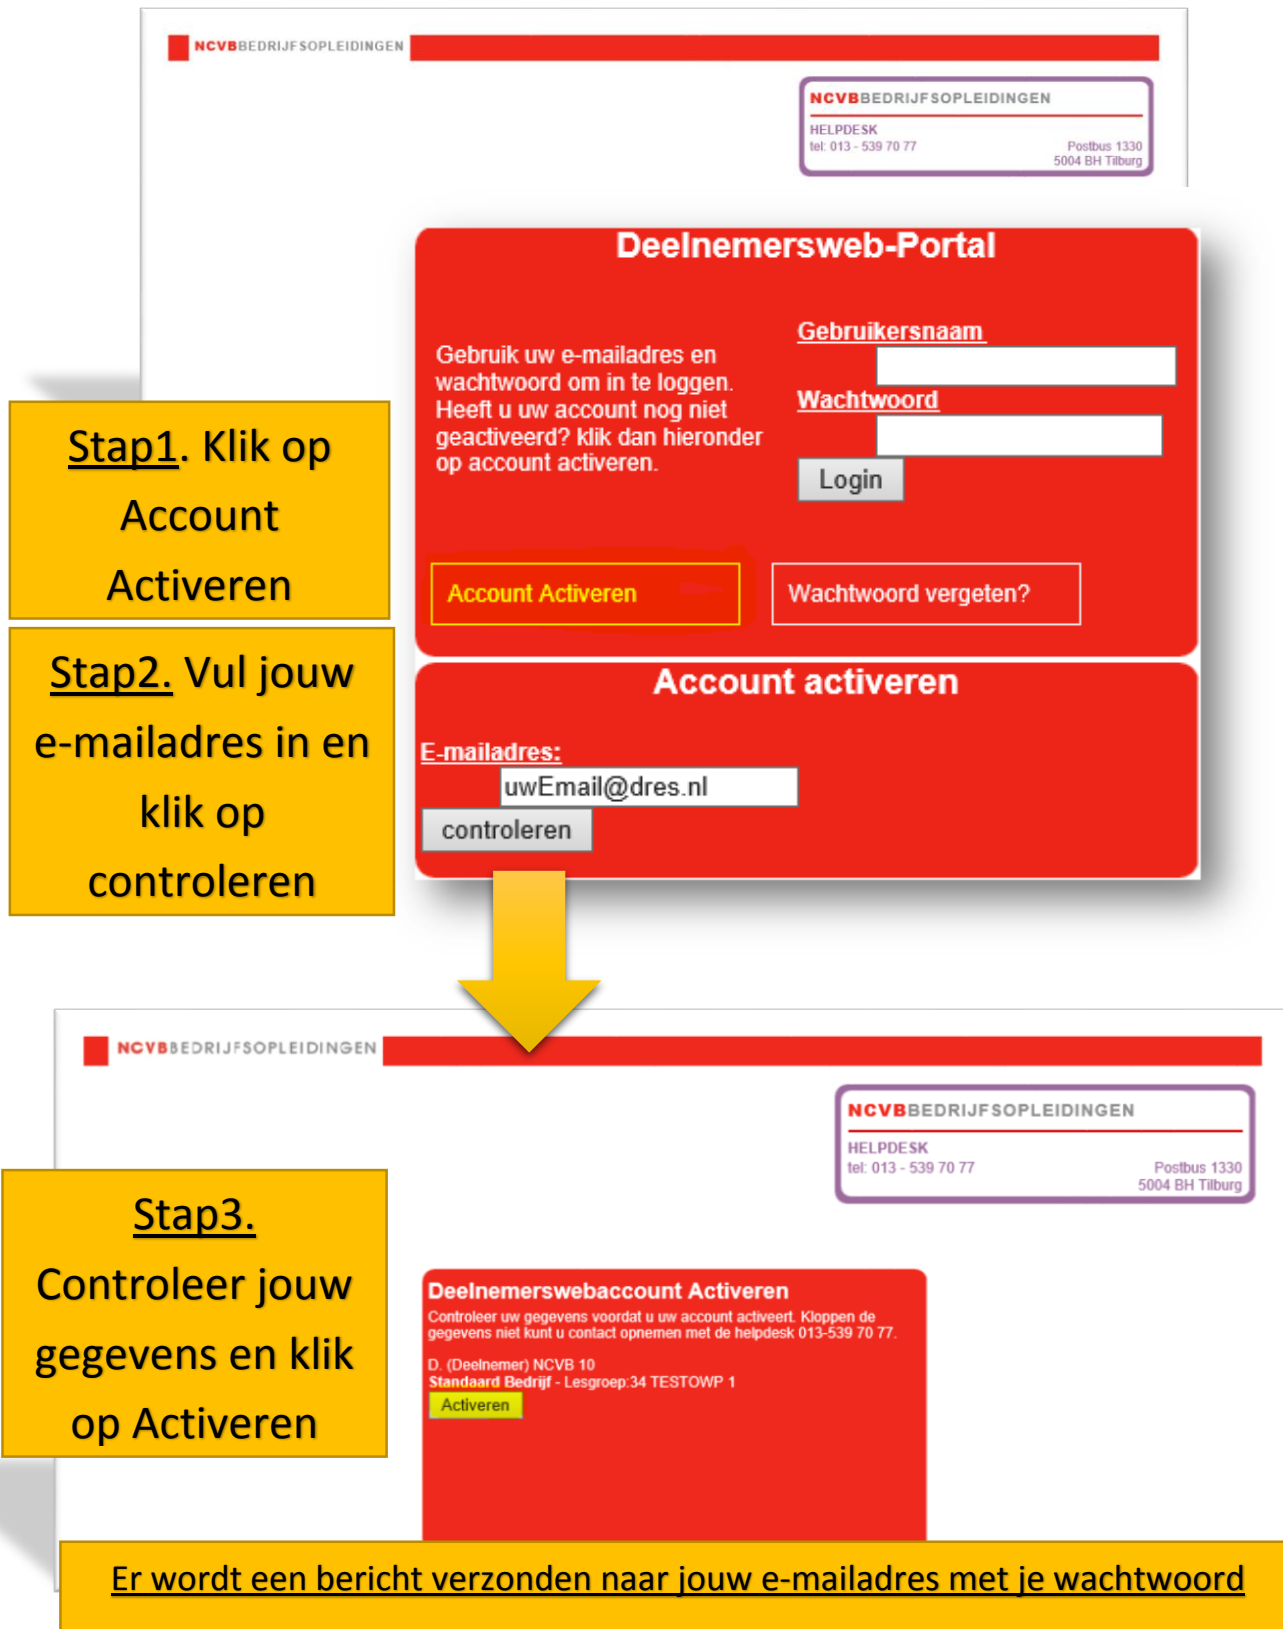 NCVBBEDRIJFSOPLEIDINGEN
NCVBBEDRIJFSOPLEIDINGEN
HELPDESK
tel: 013 - 539 70 77
Postbus 1330
5004 BH Tilburg
Deelnemersweb-Portal
Gebruik uw e-mailadres en
wachtwoord om in te loggen.
Heeft u uw account nog niet
geactiveerd? klik dan hieronder
op account activeren.
Gebruikersnaam
Wachtwoord
Login
Account Activeren
Wachtwoord vergeten?
Stap1. Klik op
Account
Activeren
Stap2. Vul jouw
e-mailadres in en
klik op
controleren
Account activeren
E-mailadres:
uwEmail@dres.nl
controleren
NCVBBEDRIJFSOPLEIDINGEN
NCVBBEDRIJFSOPLEIDINGEN
HELPDESK
tel: 013 - 539 70 77
Postbus 1330
5004 BH Tilburg
Stap3.
Controleer jouw
gegevens en klik
op Activeren
Deelnemerswebaccount Activeren
Controleer uw gegevens voordat u uw account activeert. Kloppen de
gegevens niet kunt u contact opnemen met de helpdesk 013-539 70 77.
D. (Deelnemer) NCVB 10
Standaard Bedrijf - Lesgroep:34 TESTOWP 1
Activeren
Er wordt een bericht verzonden naar jouw e-mailadres met je wachtwoord